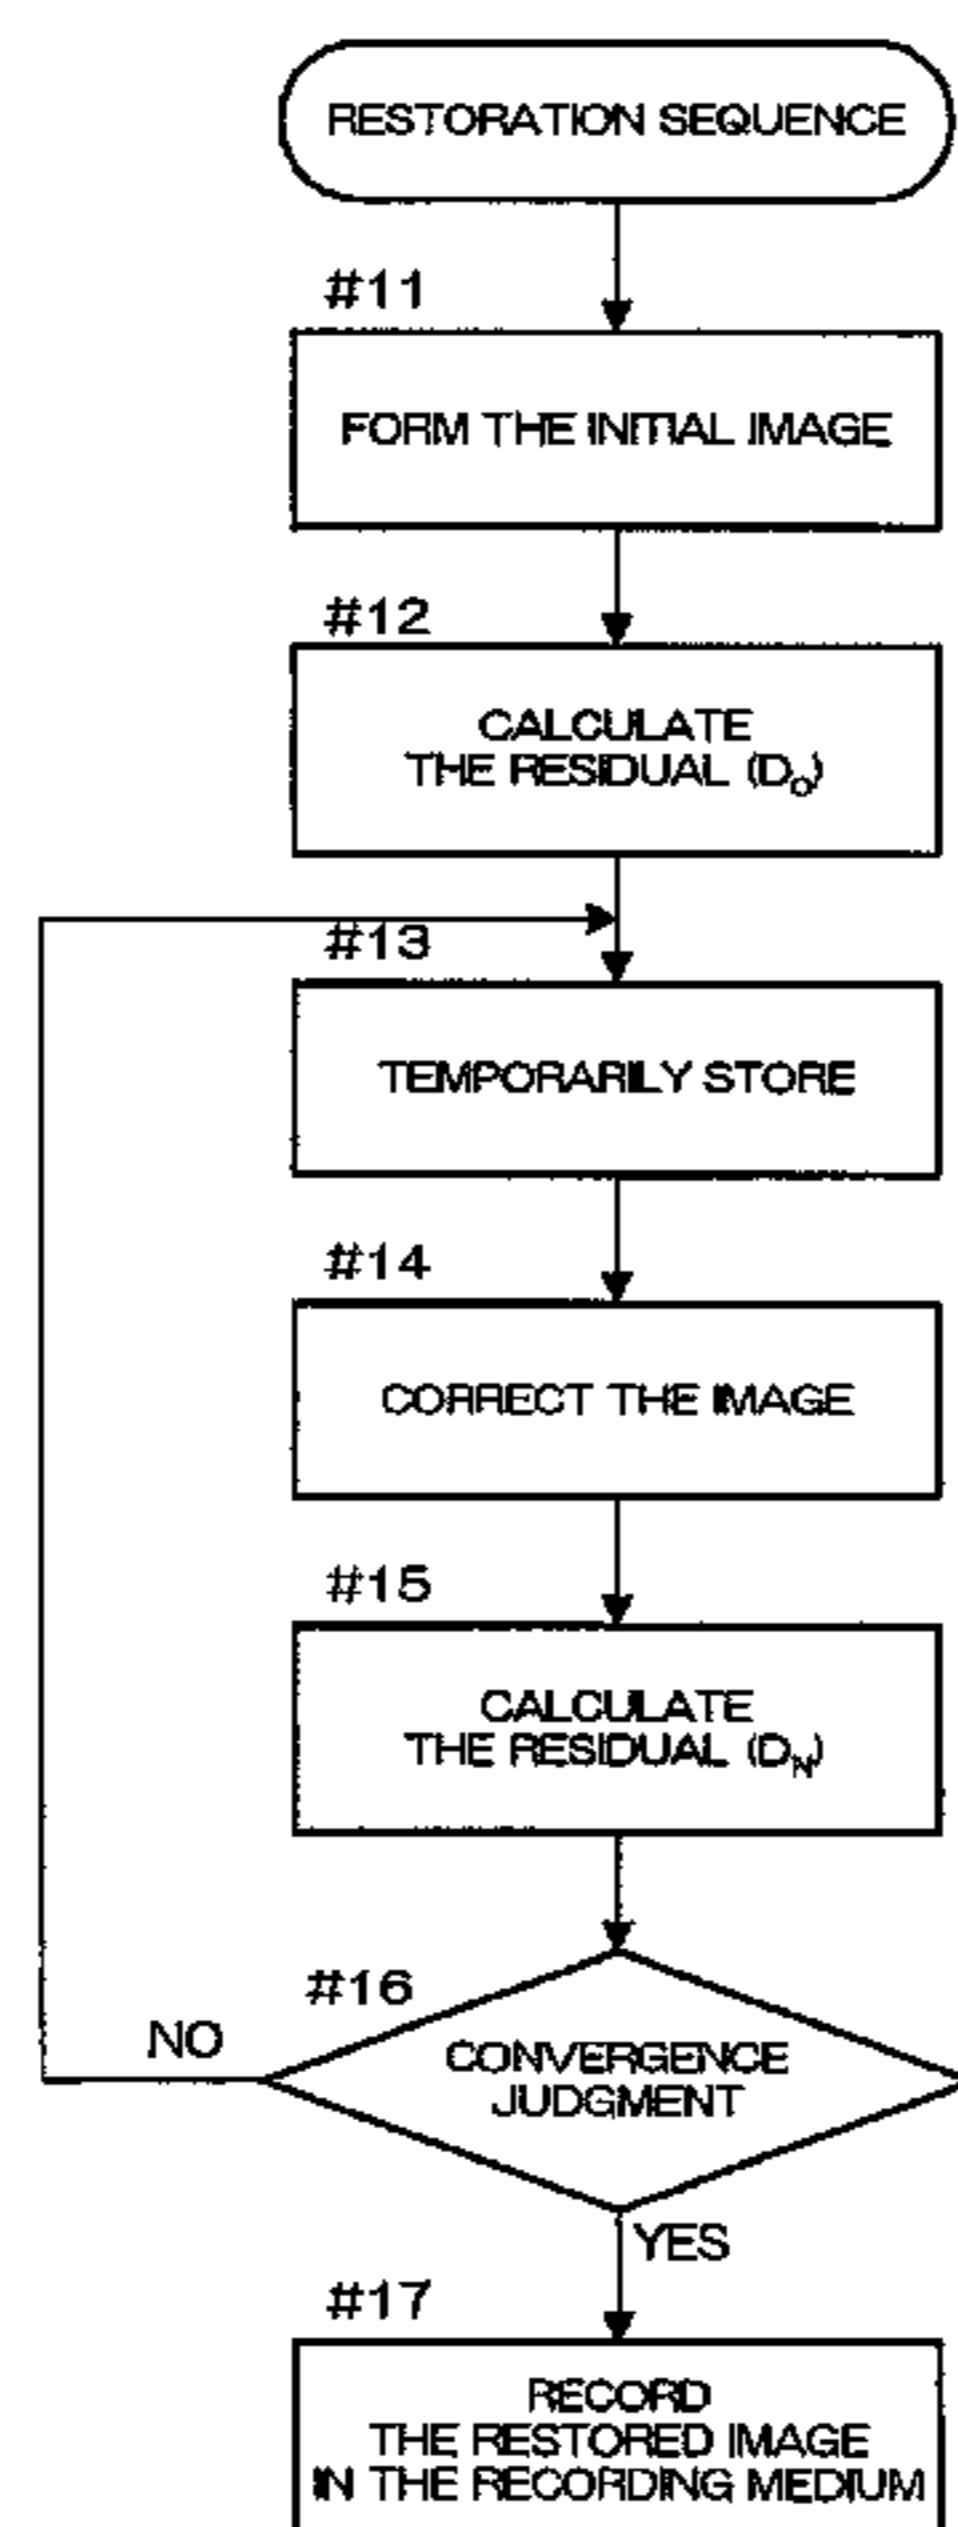 RESTORATION SEQUENCE
#11
FORM THE INITIAL IMAGE
#12
CALCULATE
THE RESIDUAL (D₀)
#13
TEMPORARILY STORE
#14
CORRECT THE IMAGE
#15
CALCULATE
THE RESIDUAL (Dɴ)
#16
NO
CONVERGENCE
JUDGMENT
YES
#17
RECORD
THE RESTORED IMAGE
IN THE RECORDING MEDIUM